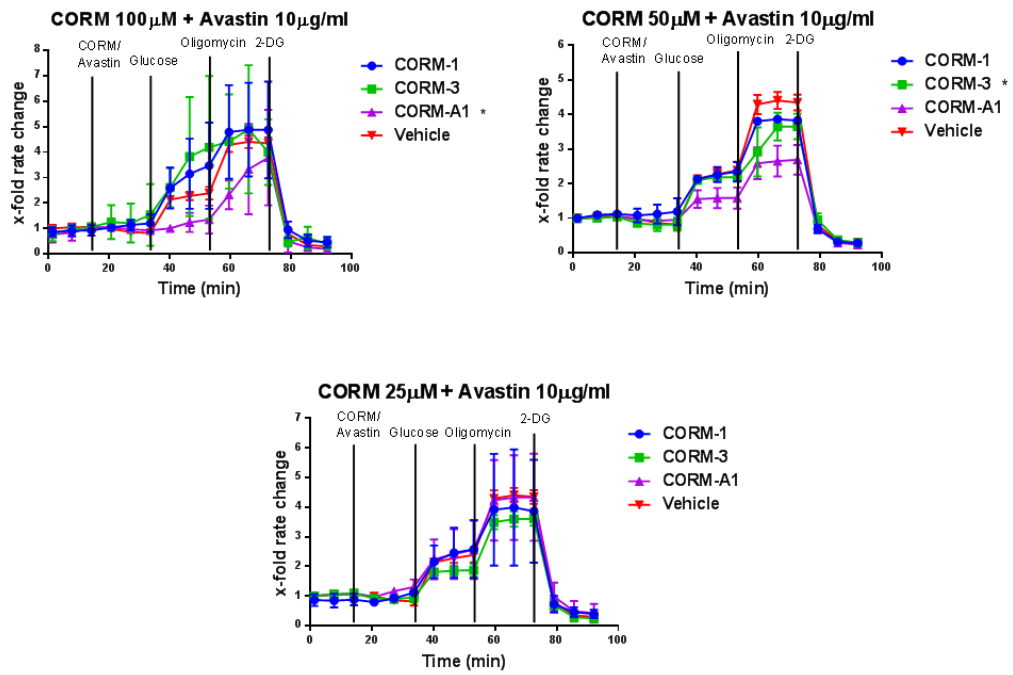 CORM 100µM + Avastin 10µg/ml
CORM/
Avastin
Glucose
Oligomycin
2-DG
x-fold rate change
8
7
6
5
4
3
2
1
0
0 20 40 60 80 100
Time (min)
CORM-1
CORM-3
CORM-A1 *
Vehicle
CORM 50µM + Avastin 10µg/ml
CORM/
Avastin
Glucose
Oligomycin
2-DG
x-fold rate change
6
5
4
3
2
1
0
0 20 40 60 80 100
Time (min)
CORM-1
CORM-3 *
CORM-A1
Vehicle
CORM 25µM + Avastin 10µg/ml
CORM/
Avastin
Glucose
Oligomycin
2-DG
x-fold rate change
7
6
5
4
3
2
1
0
0 20 40 60 80 100
Time (min)
CORM-1
CORM-3
CORM-A1
Vehicle